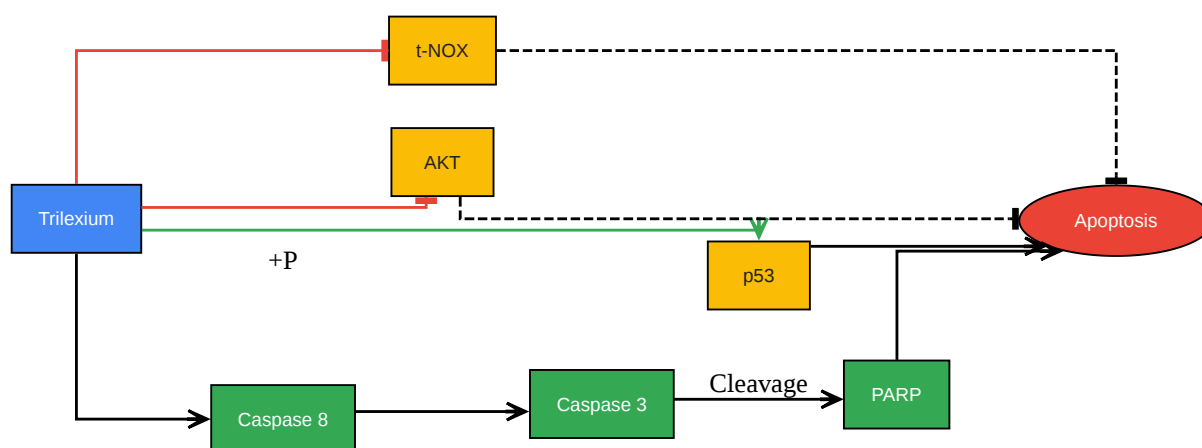 t-NOX
AKT
Trilexium
Apoptosis
+P
p53
Cleavage
PARP
Caspase 3
Caspase 8